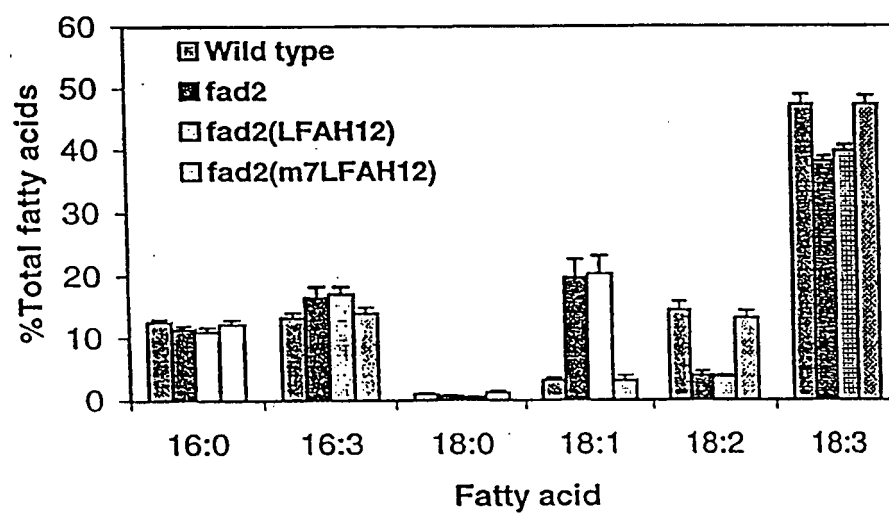 60
50
40
30
20
10
0
%Total fatty acids
Wild type
fad2
fad2(LFAH12)
fad2(m7LFAH12)
16:0 16:3 18:0 18:1 18:2 18:3
Fatty acid